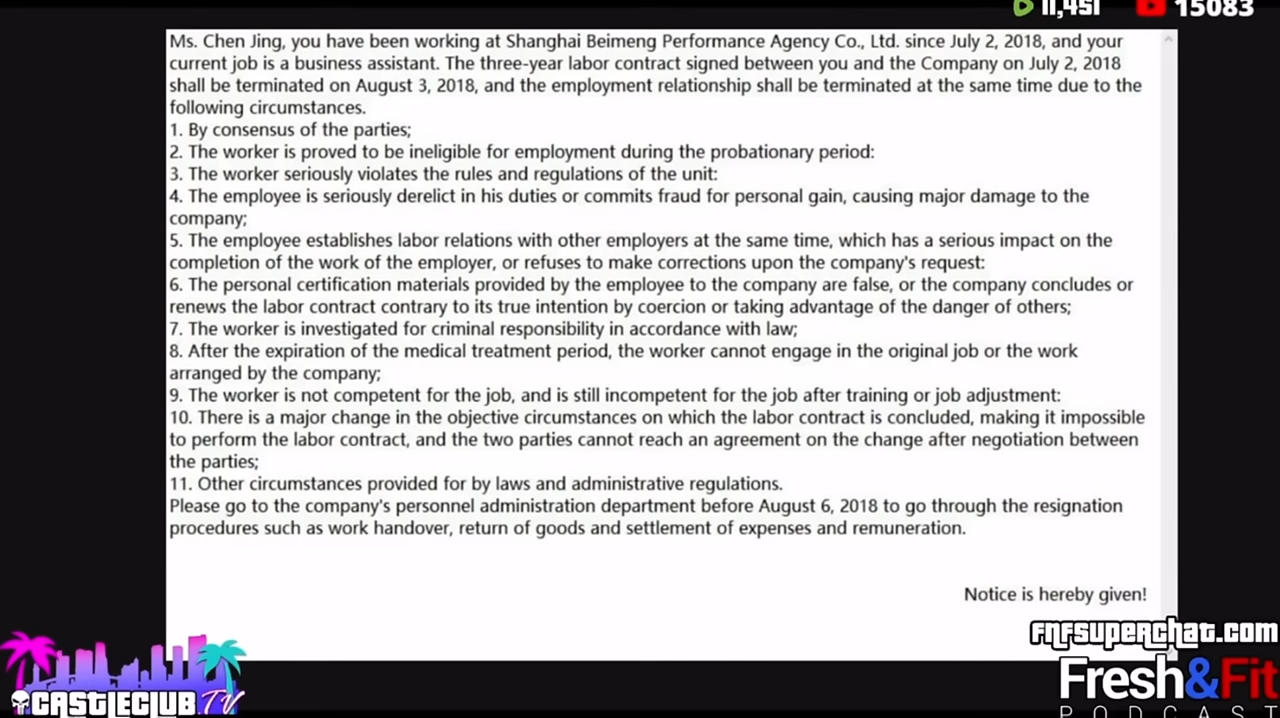 11,451
15083
Ms. Chen Jing, you have been working at Shanghai Beimeng Performance Agency Co., Ltd. since July 2, 2018, and your
current job is a business assistant. The three-year labor contract signed between you and the Company on July 2, 2018
shall be terminated on August 3, 2018, and the employment relationship shall be terminated at the same time due to the
following circumstances.
1. By consensus of the parties;
2. The worker is proved to be ineligible for employment during the probationary period:
3. The worker seriously violates the rules and regulations of the unit:
4. The employee is seriously derelict in his duties or commits fraud for personal gain, causing major damage to the
company;
5. The employee establishes labor relations with other employers at the same time, which has a serious impact on the
completion of the work of the employer, or refuses to make corrections upon the company's request:
6. The personal certification materials provided by the employee to the company are false, or the company concludes or
renews the labor contract contrary to its true intention by coercion or taking advantage of the danger of others;
7. The worker is investigated for criminal responsibility in accordance with law;
8. After the expiration of the medical treatment period, the worker cannot engage in the original job or the work
arranged by the company;
9. The worker is not competent for the job, and is still incompetent for the job after training or job adjustment:
10. There is a major change in the objective circumstances on which the labor contract is concluded, making it impossible
to perform the labor contract, and the two parties cannot reach an agreement on the change after negotiation between
the parties;
11. Other circumstances provided for by laws and administrative regulations.
Please go to the company's personnel administration department before August 6, 2018 to go through the resignation
procedures such as work handover, return of goods and settlement of expenses and remuneration.
Notice is hereby given!
FNFSUPERCHAT.COM
Fresh&Fit
PODCAST
CASTLECLUB TV